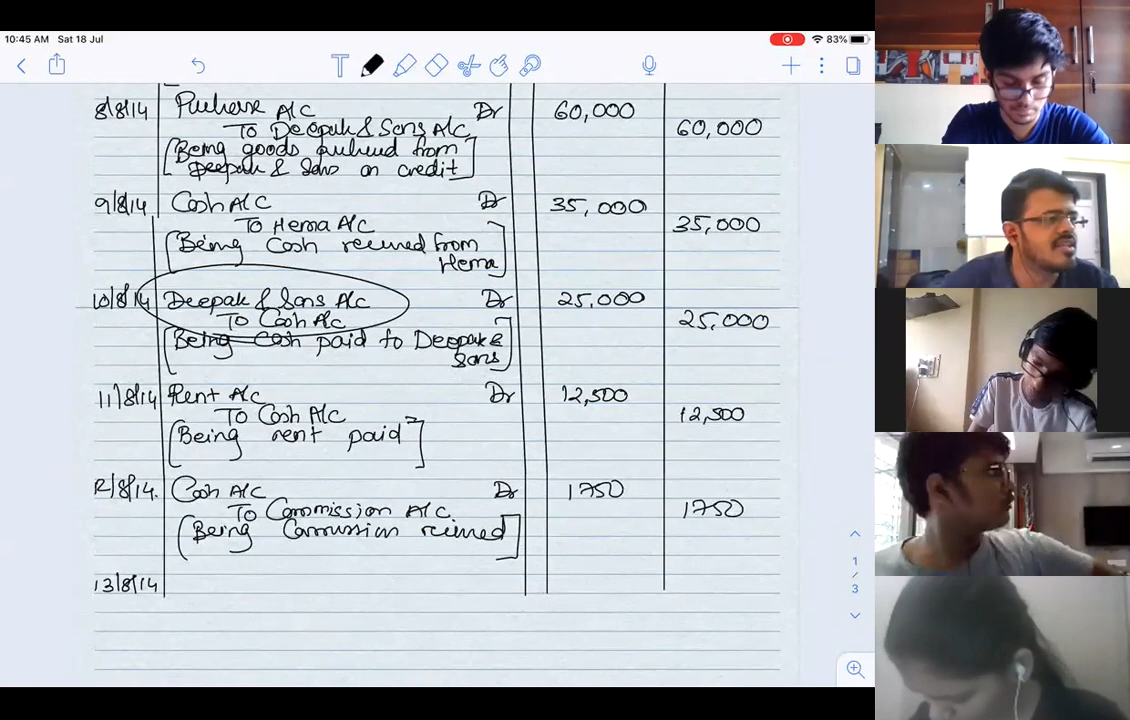 10:45 AM Sat 18 Jul
83%
T
8/8/14 Purchase A/c Dr 60,000
To Deepak & Sons A/c 60,000
[Being goods purchased from
Deepak & Sons on credit]
9/8/14 Cash A/c Dr 35,000
To Hema A/c 35,000
[Being Cash received from
Hema]
10/8/14 Deepak & Sons A/c Dr 25,000
To Cash A/c 25,000
[Being Cash paid to Deepak &
Sons]
11/8/14 Rent A/c Dr 12,500
To Cash A/c 12,500
[Being rent paid]
12/8/14. Cash A/c Dr 1750
To Commission A/c. 1750
[Being Commission received]
13/8/14
1
/
3